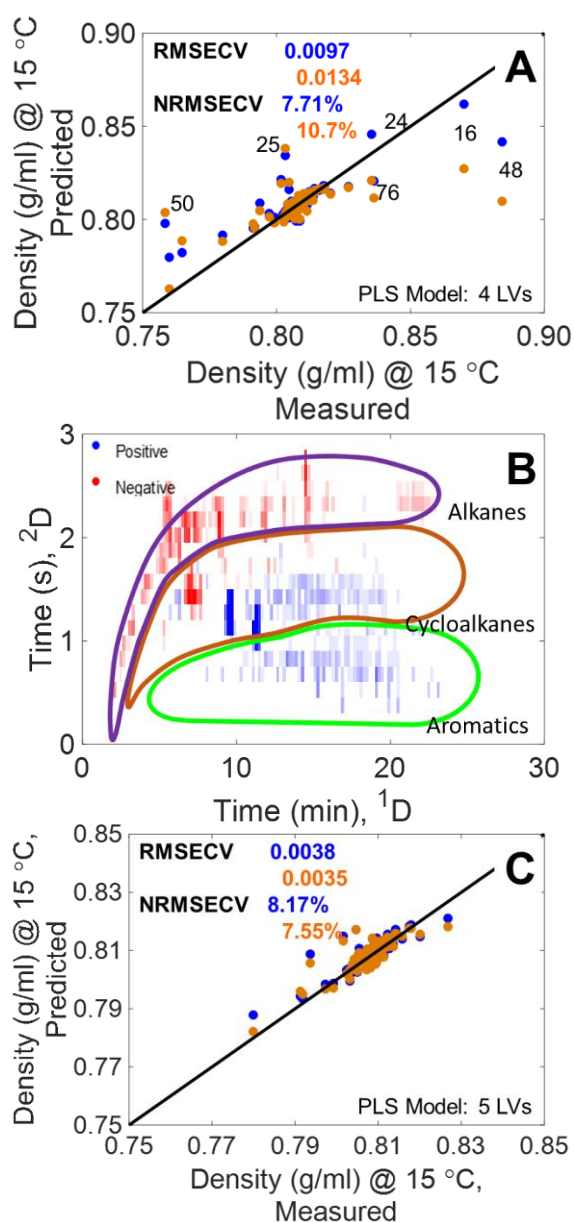 0.90
0.85
0.80
0.75
Density (g/ml) @ 15 °C
Predicted
RMSECV 0.0097
0.0134
NRMSECV 7.71%
10.7%
A
25
24
16
50
76
48
PLS Model: 4 LVs
0.75 0.80 0.85 0.90
Density (g/ml) @ 15 °C
Measured
3
2
1
0
Time (s), ²D
Positive
Negative
B
Alkanes
Cycloalkanes
Aromatics
0 10 20 30
Time (min), ¹D
0.85
0.83
0.81
0.79
0.77
0.75
Density (g/ml) @ 15 °C,
Predicted
RMSECV 0.0038
0.0035
NRMSECV 8.17%
7.55%
C
PLS Model: 5 LVs
0.75 0.77 0.79 0.81 0.83 0.85
Density (g/ml) @ 15 °C,
Measured